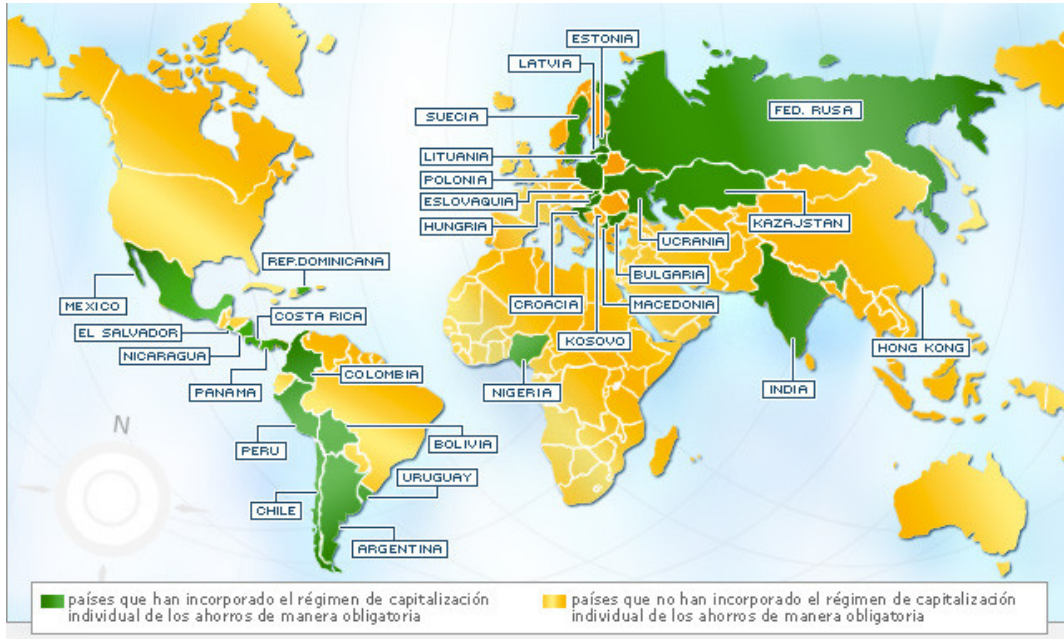 ESTONIA
LATVIA
FED. RUSA
SUECIA
LITUANIA
POLONIA
ESLOVAQUIA
HUNGRIA
KAZAJSTAN
UCRANIA
REP.DOMINICANA
BULGARIA
MEXICO
CROACIA
MACEDONIA
COSTA RICA
EL SALVADOR
KOSOVO
HONG KONG
NICARAGUA
COLOMBIA
PANAMA
NIGERIA
INDIA
N
BOLIVIA
PERU
URUGUAY
CHILE
ARGENTINA
países que han incorporado el régimen de capitalización
individual de los ahorros de manera obligatoria
países que no han incorporado el régimen de capitalización
individual de los ahorros de manera obligatoria